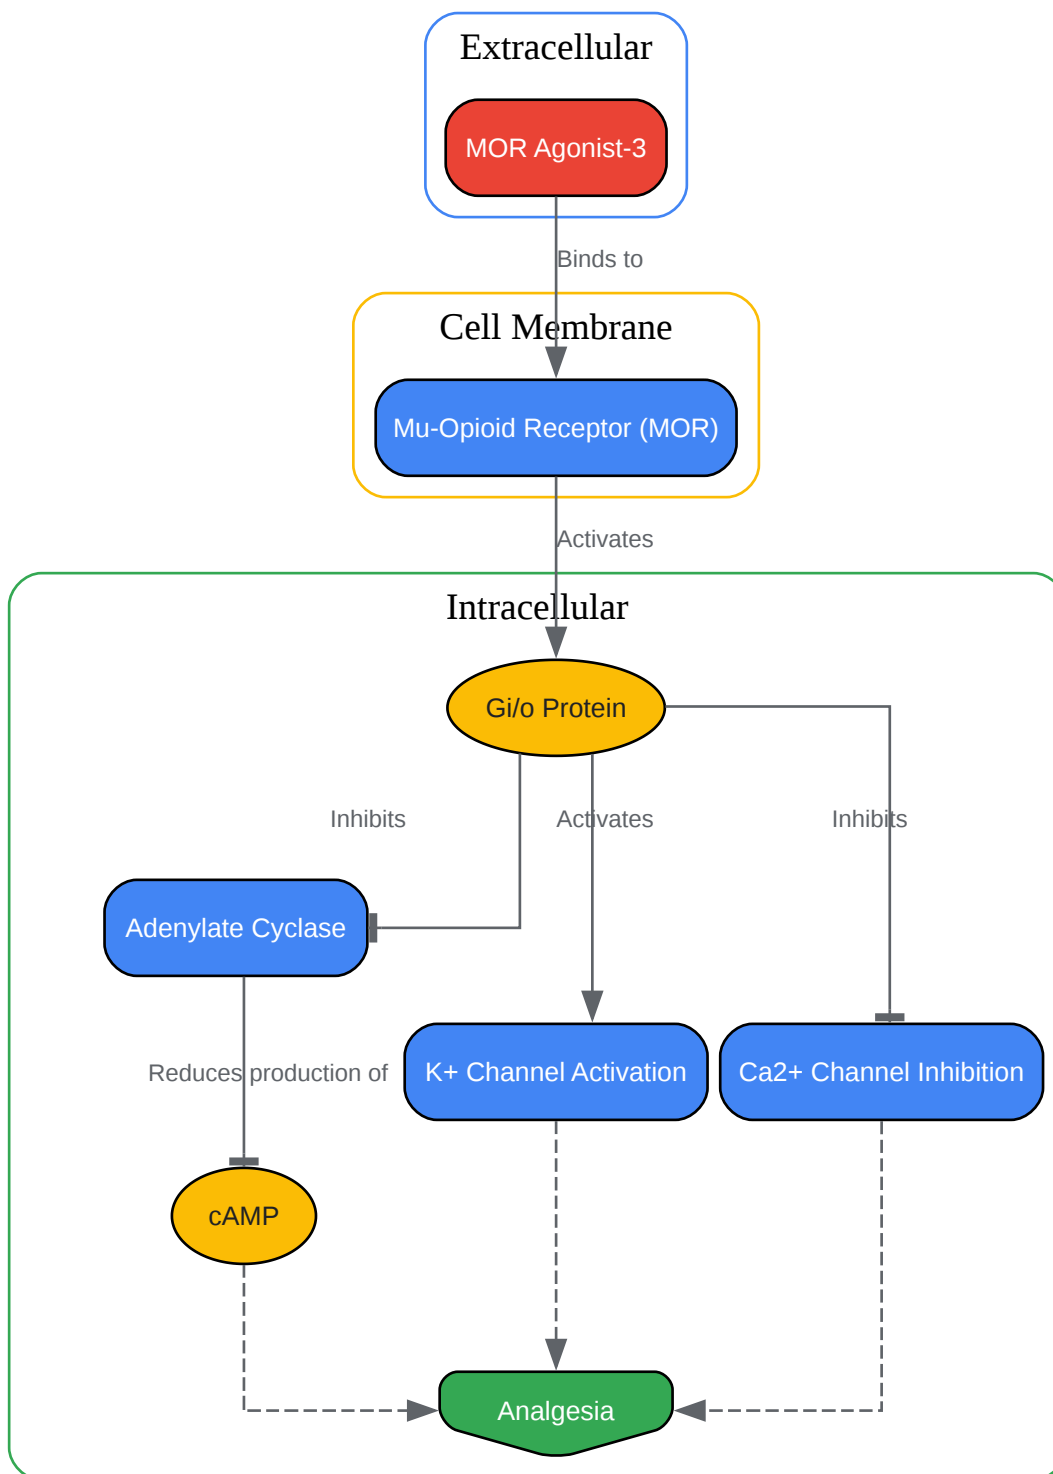 Extracellular
MOR Agonist-3
Binds to
Cell Membrane
Mu-Opioid Receptor (MOR)
Activates
Intracellular
Gi/o Protein
Inhibits
Activates
Inhibits
Adenylate Cyclase
Reduces production of
K+ Channel Activation
Ca2+ Channel Inhibition
cAMP
Analgesia